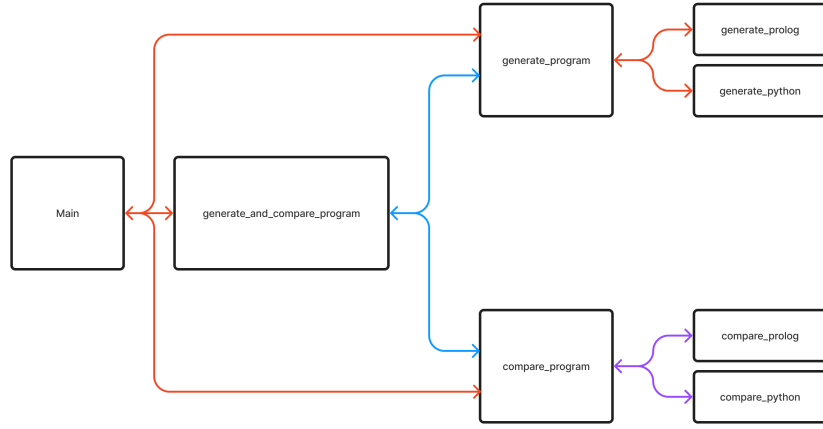 generate_prolog
generate_program
generate_python
Main
generate_and_compare_program
compare_prolog
compare_program
compare_python